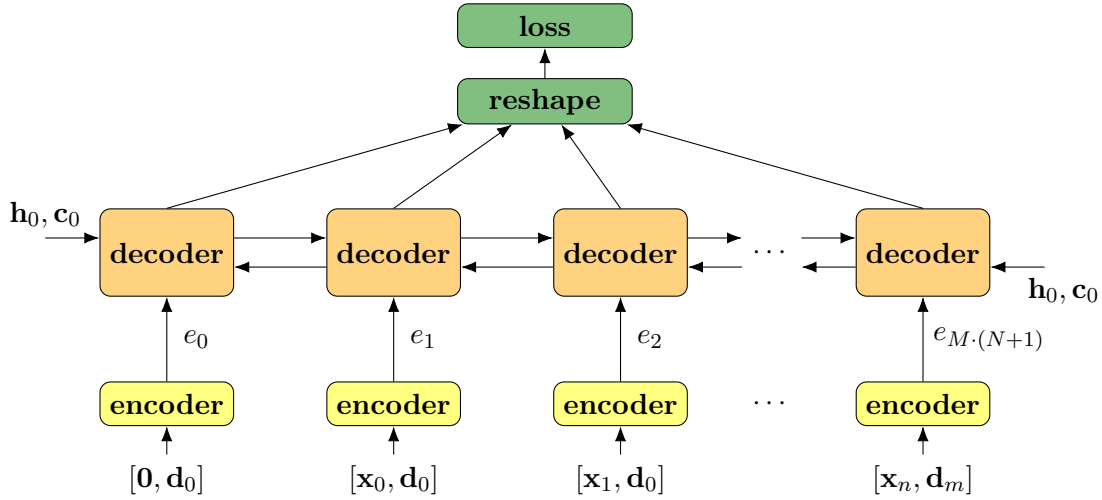 loss
reshape
h₀, c₀
decoder decoder decoder ... decoder
h₀, c₀
e₀ e₁ e₂ e_{M·(N+1)}
encoder encoder encoder ... encoder
[0, d₀] [x₀, d₀] [x₁, d₀] [xₙ, dₘ]